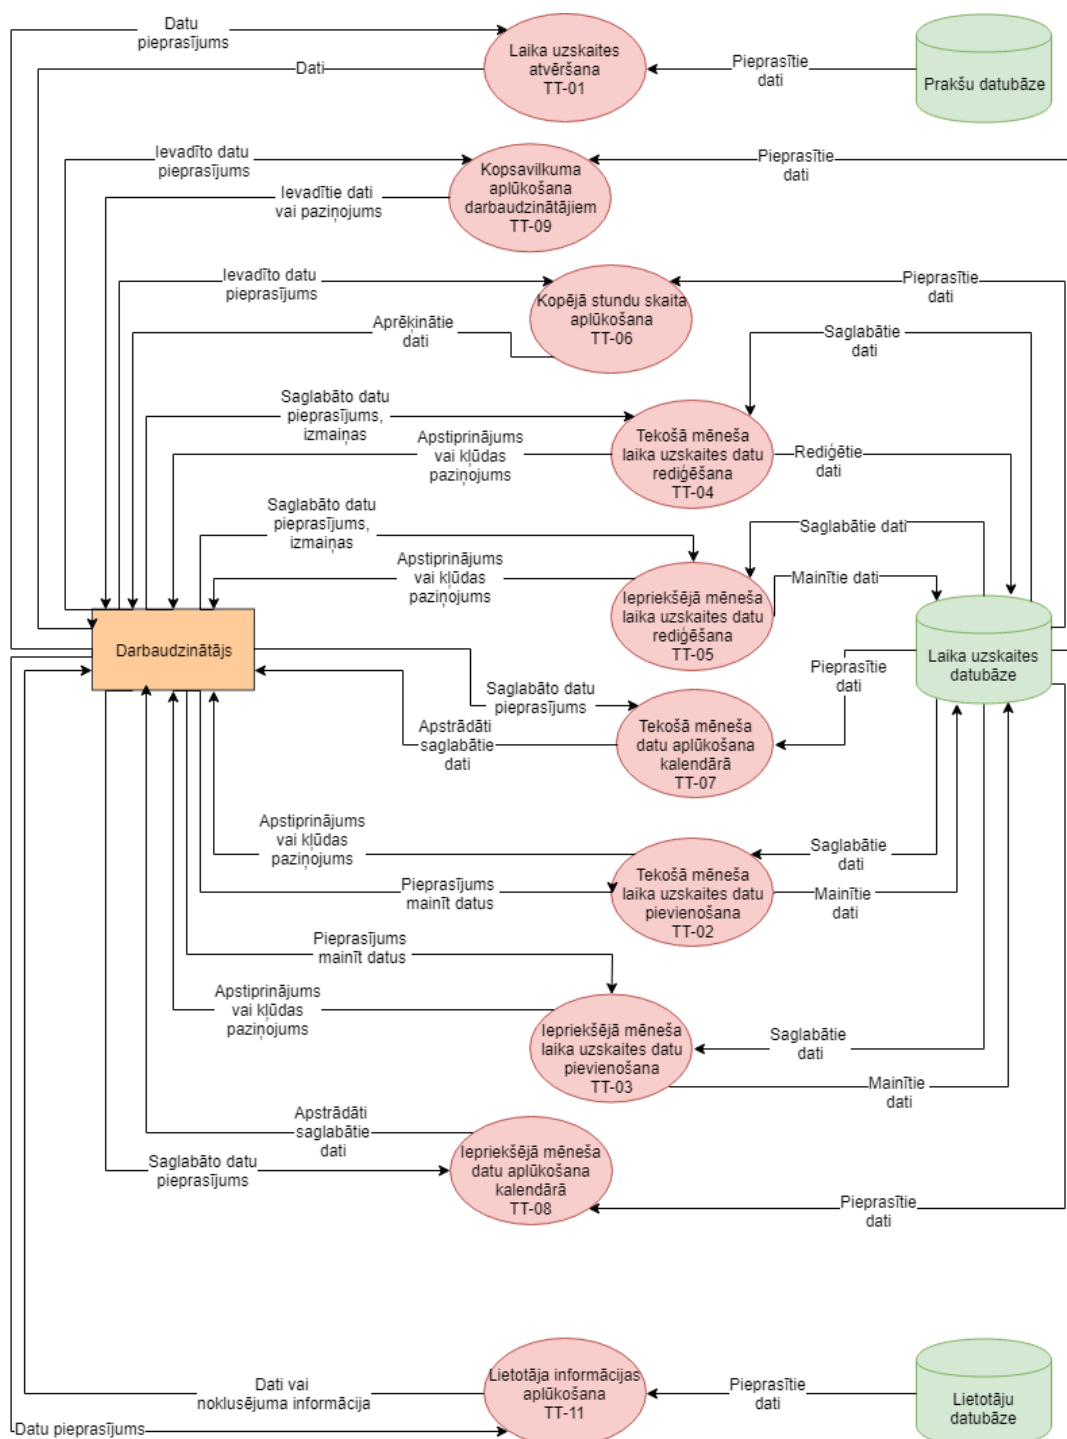 Datu
pieprasījums
Dati
Laika uzskaites
atvēršana
TT-01
Pieprasītie
dati
Prakšu datubāze
Ievadīto datu
pieprasījums
Ievadītie dati
vai paziņojums
Kopsavilkuma
aplūkošana
darbaudzinātājiem
TT-09
Pieprasītie
dati
Ievadīto datu
pieprasījums
Aprēķinātie
dati
Kopējā stundu skaita
aplūkošana
TT-06
Pieprasītie
dati
Saglabātie
dati
Saglabāto datu
pieprasījums,
izmaiņas
Apstiprinājums
vai kļūdas
paziņojums
Tekošā mēneša
laika uzskaites datu
rediģēšana
TT-04
Rediģētie
dati
Saglabāto datu
pieprasījums,
izmaiņas
Apstiprinājums
vai kļūdas
paziņojums
Iepriekšējā mēneša
laika uzskaites datu
rediģēšana
TT-05
Saglabātie dati
Mainītie dati
Darbaudzinātājs
Laika uzskaites
datubāze
Saglabāto datu
pieprasījums
Apstrādāti
saglabātie
dati
Tekošā mēneša
datu aplūkošana
kalendārā
TT-07
Pieprasītie
dati
Apstiprinājums
vai kļūdas
paziņojums
Pieprasījums
mainīt datus
Tekošā mēneša
laika uzskaites datu
pievienošana
TT-02
Saglabātie
dati
Mainītie
dati
Pieprasījums
mainīt datus
Apstiprinājums
vai kļūdas
paziņojums
Iepriekšējā mēneša
laika uzskaites datu
pievienošana
TT-03
Saglabātie
dati
Mainītie
dati
Apstrādāti
saglabātie
dati
Saglabāto datu
pieprasījums
Iepriekšējā mēneša
datu aplūkošana
kalendārā
TT-08
Pieprasītie
dati
Dati vai
noklusējuma informācija
Datu pieprasījums
Lietotāja informācijas
aplūkošana
TT-11
Pieprasītie
dati
Lietotāju
datubāze